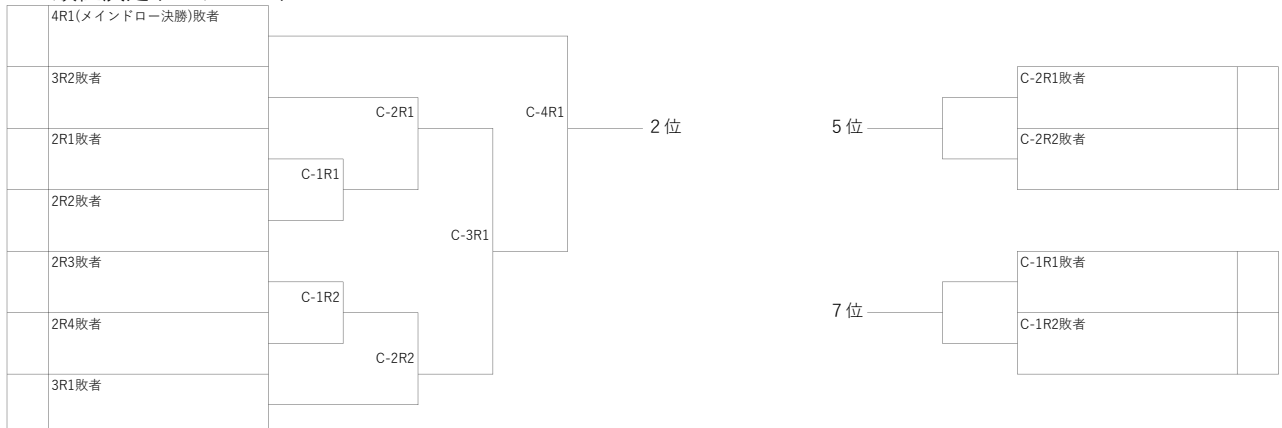 4R1(メインドロー決勝)敗者
3R2敗者
C-2R1敗者
C-2R1
C-4R1
2位
5位
2R1敗者
C-2R2敗者
C-1R1
2R2敗者
C-3R1
2R3敗者
C-1R1敗者
C-1R2
7位
2R4敗者
C-1R2敗者
C-2R2
3R1敗者